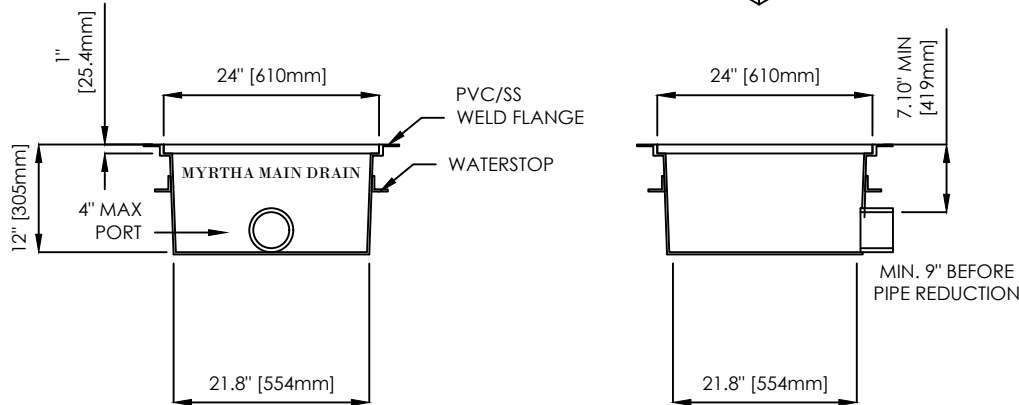 1"
[25.4mm]
24" [610mm]
PVC/SS
WELD FLANGE
WATERSTOP
MYRTHA MAIN DRAIN
4" MAX
PORT
12" [305mm]
21.8" [554mm]
24" [610mm]
7.10" MIN
[419mm]
MIN. 9" BEFORE
PIPE REDUCTION
21.8" [554mm]